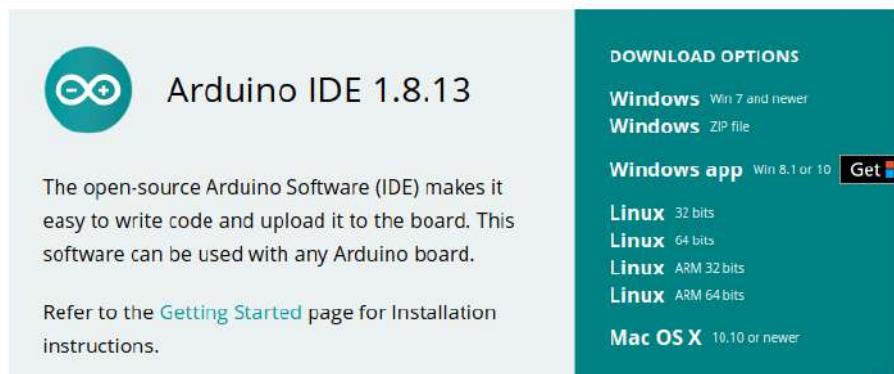 Arduino IDE 1.8.13
The open-source Arduino Software (IDE) makes it
easy to write code and upload it to the board. This
software can be used with any Arduino board.
Refer to the Getting Started page for Installation
instructions.
DOWNLOAD OPTIONS
Windows Win 7 and newer
Windows ZIP file
Windows app Win 8.1 or 10 Get
Linux 32 bits
Linux 64 bits
Linux ARM 32 bits
Linux ARM 64 bits
Mac OS X 10.10 or newer